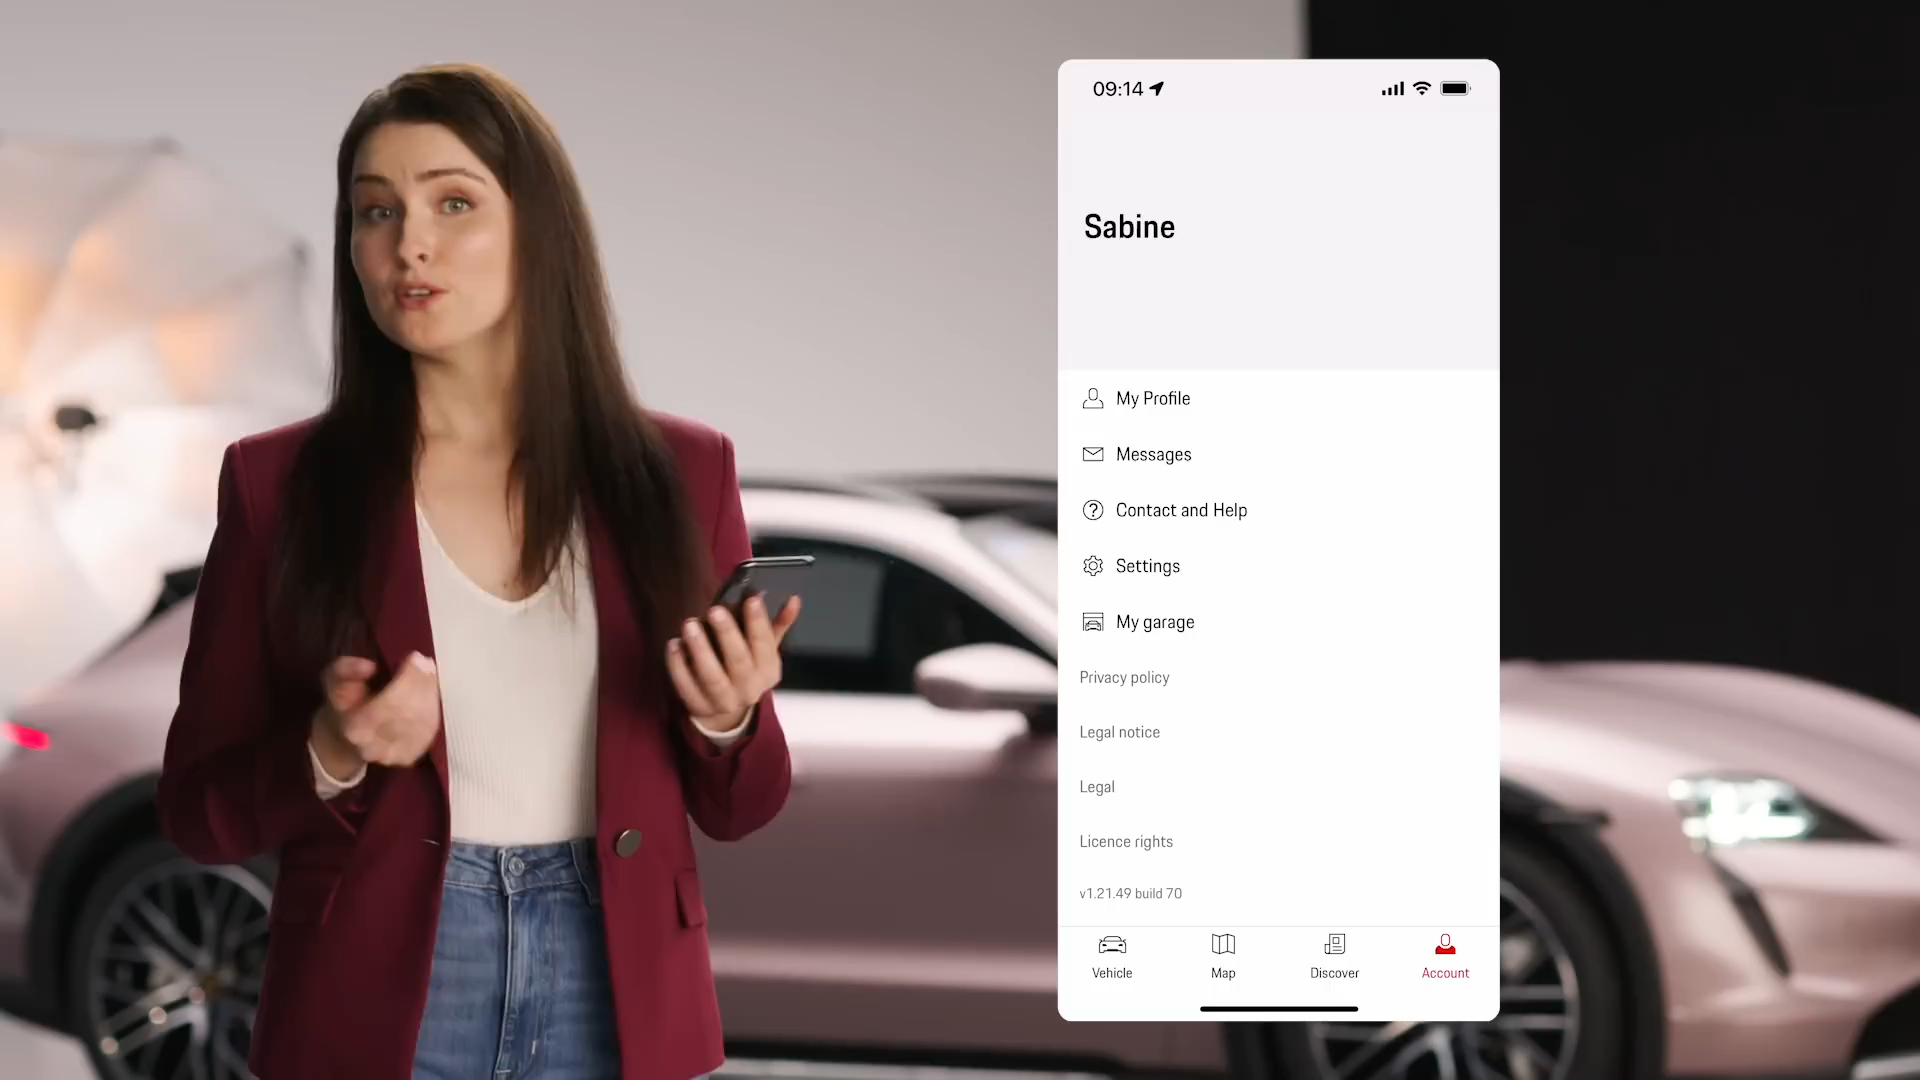 09:14
Sabine
My Profile
Messages
Contact and Help
Settings
My garage
Privacy policy
Legal notice
Legal
Licence rights
v1.21.49 build 70
Vehicle
Map
Discover
Account